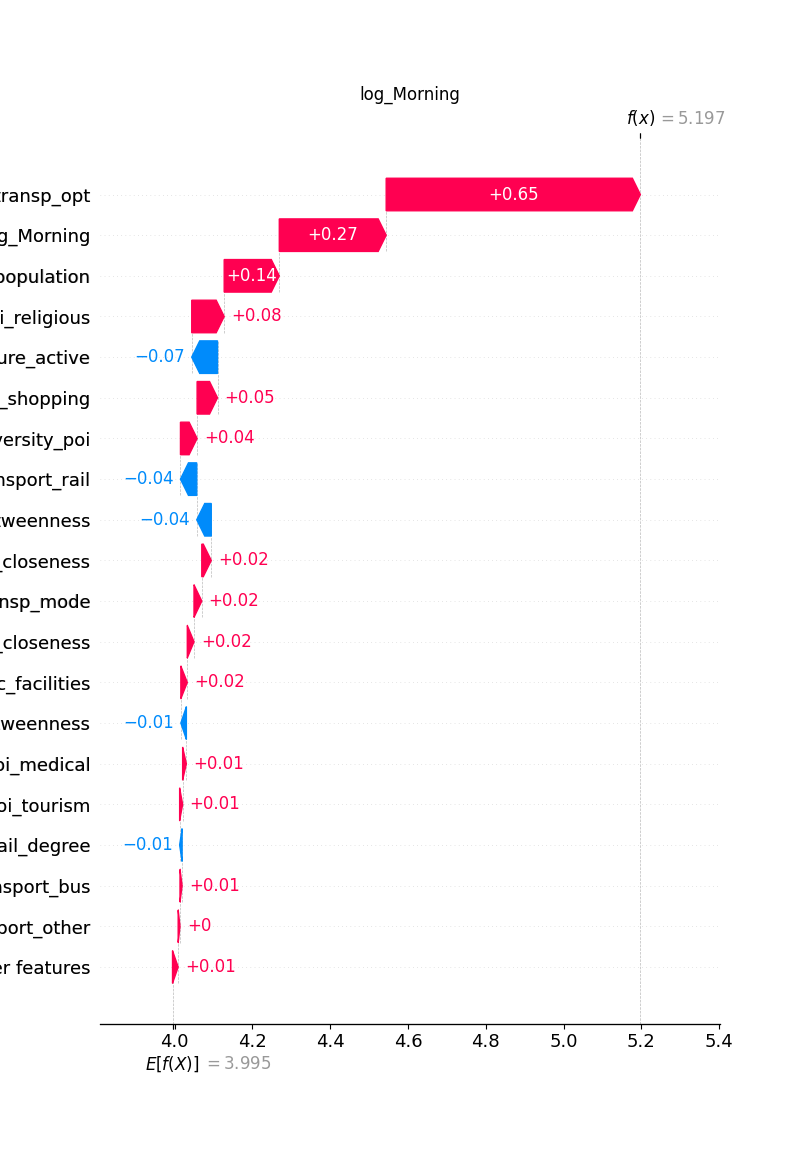 log_Morning
f(x) = 5.197
ransp_opt +0.65
g_Morning +0.27
population +0.14
i_religious +0.08
ure_active −0.07
_shopping +0.05
versity_poi +0.04
nsport_rail −0.04
tweenness −0.04
_closeness +0.02
nsp_mode +0.02
_closeness +0.02
c_facilities +0.02
tweenness −0.01
oi_medical +0.01
oi_tourism +0.01
ail_degree −0.01
nsport_bus +0.01
port_other +0
er features +0.01
4.0 4.2 4.4 4.6 4.8 5.0 5.2 5.4
E[f(X)] = 3.995